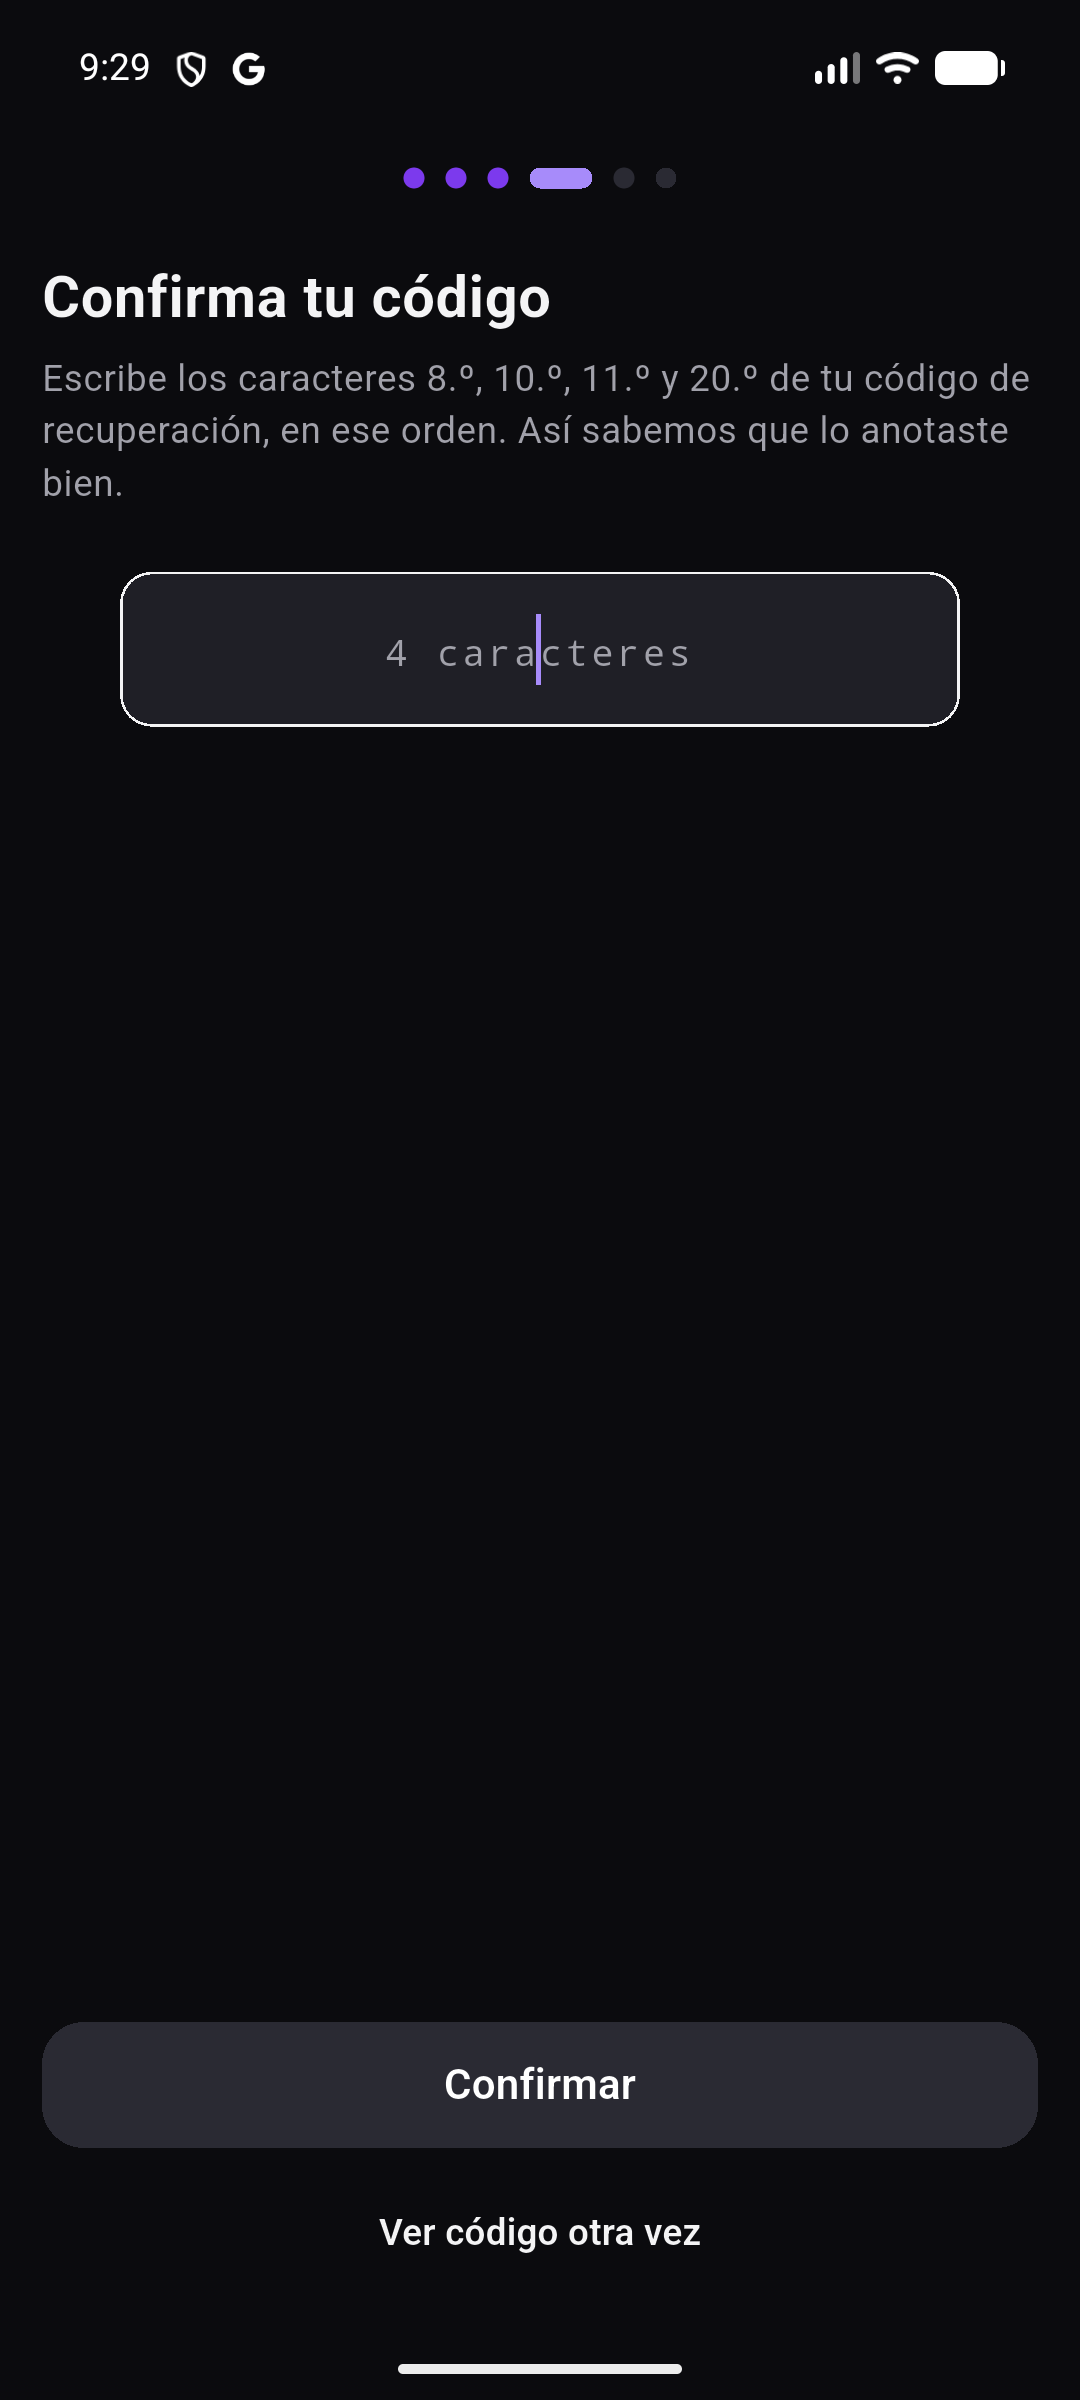 9:29
Confirma tu código
Escribe los caracteres 8.º, 10.º, 11.º y 20.º de tu código de
recuperación, en ese orden. Así sabemos que lo anotaste
bien.
4 caracteres
Confirmar
Ver código otra vez